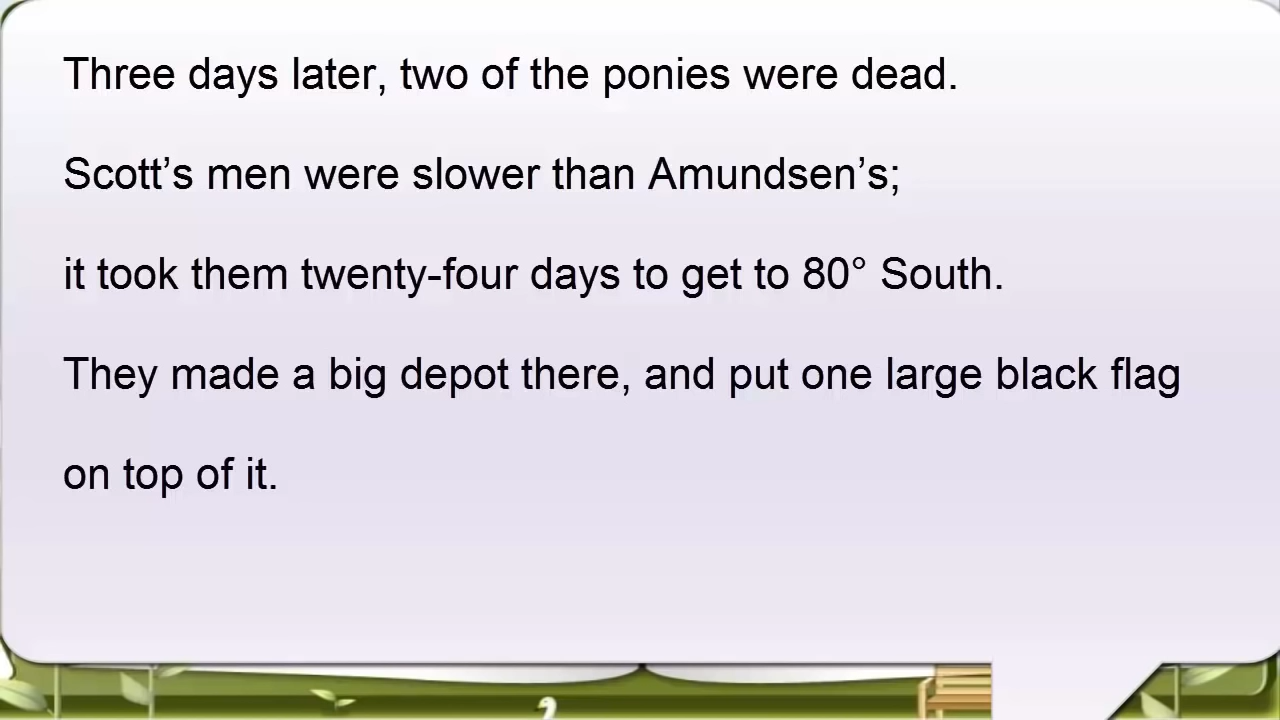 Three days later, two of the ponies were dead.
Scott’s men were slower than Amundsen’s;
it took them twenty-four days to get to 80° South.
They made a big depot there, and put one large black flag
on top of it.